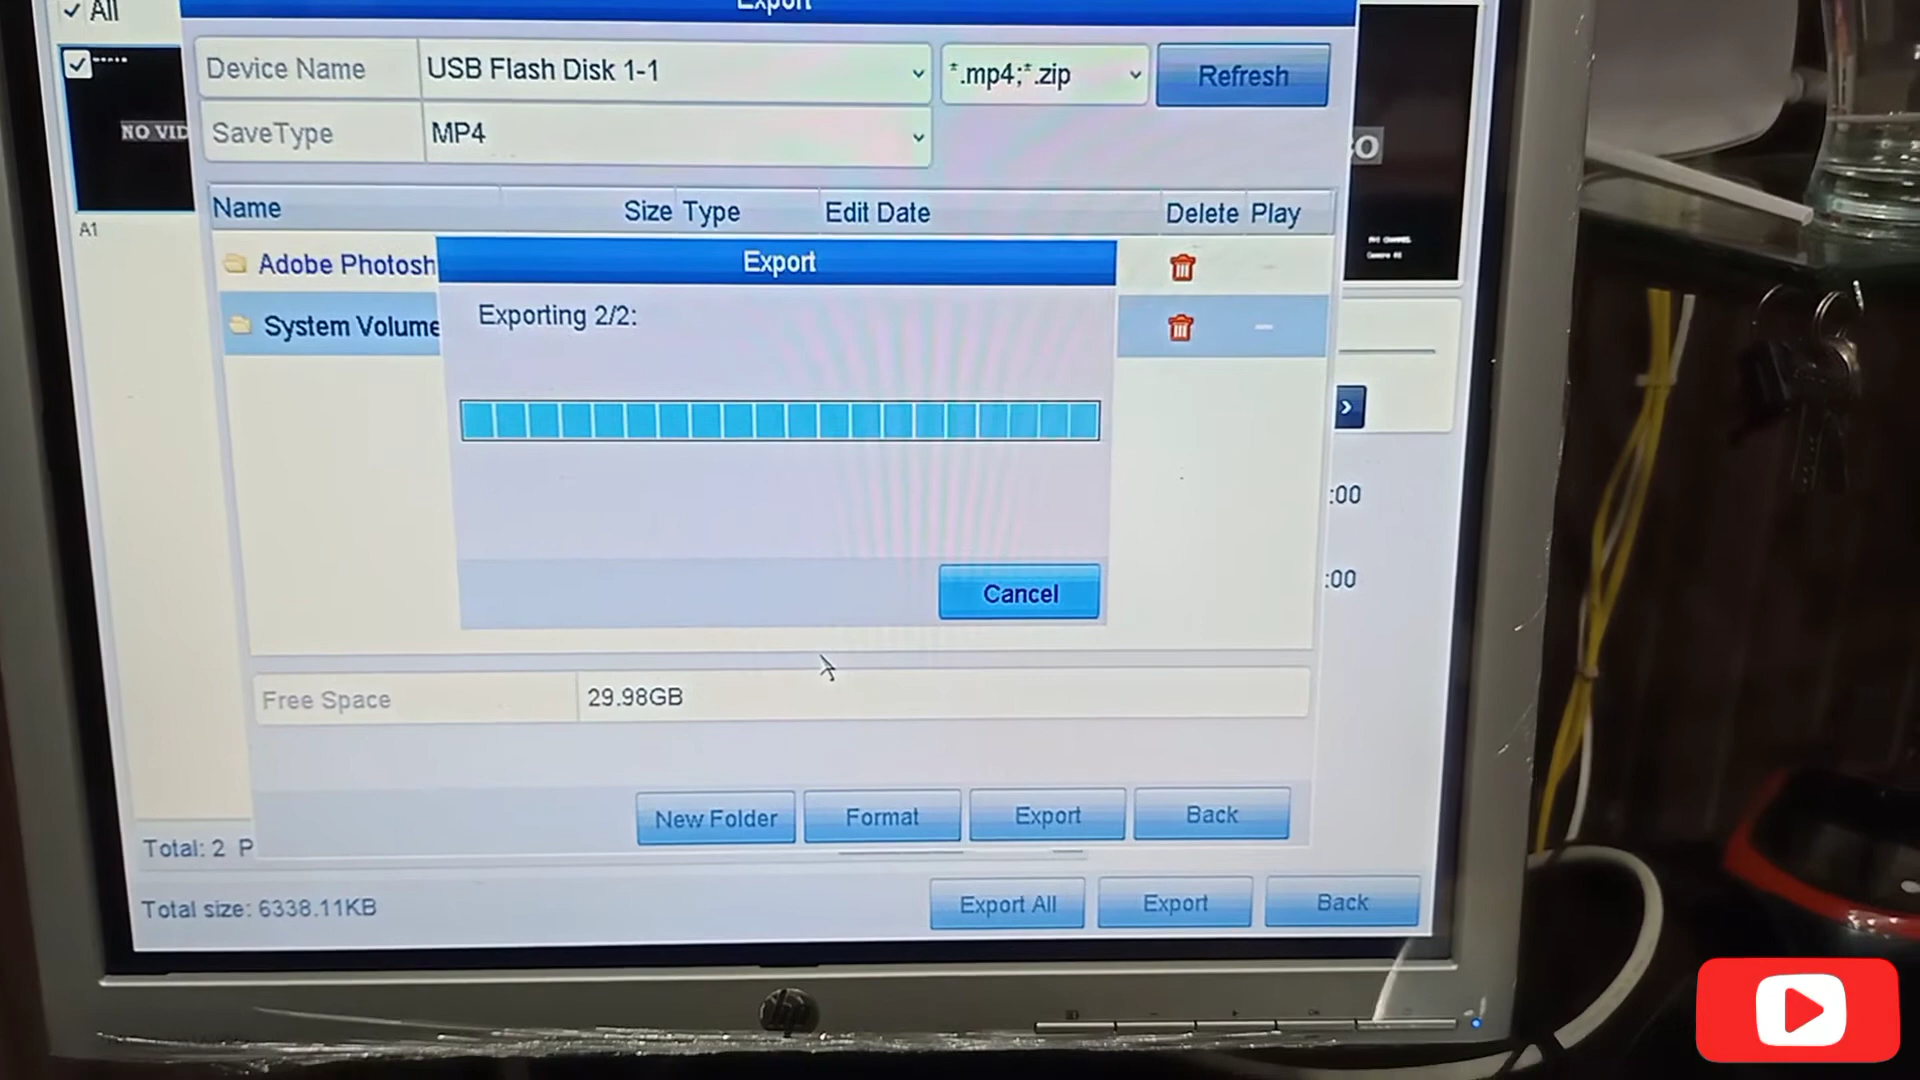 All
Export
Device Name USB Flash Disk 1-1 *.mp4;*.zip Refresh
SaveType MP4
NO VID
Name Size Type Edit Date Delete Play
A1
Adobe Photosh
System Volume
Export
Exporting 2/2:
Cancel
:00
:00
Free Space 29.98GB
New Folder Format Export Back
Total: 2 P
Total size: 6338.11KB
Export All Export Back
hp